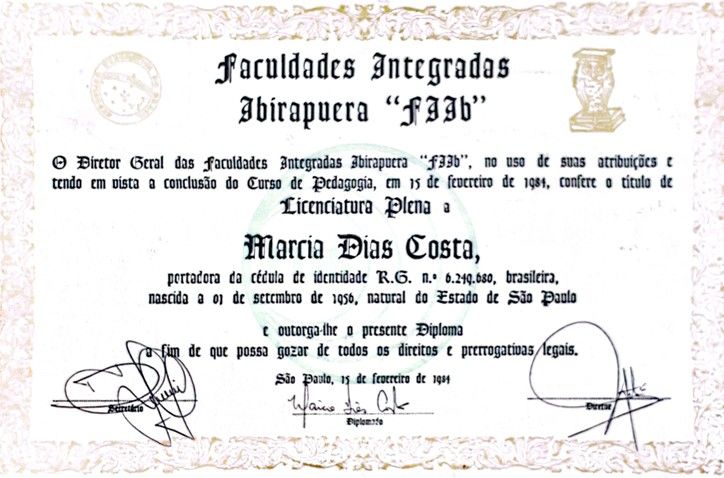 Faculdades Integradas
Ibirapuera "FIIb"
O Diretor Geral das Faculdades Integradas Ibirapuera "FIIb", no uso de suas atribuições e
tendo em vista a conclusão do Curso de Pedagogia, em 15 de fevereiro de 1984, confere o título de
Licenciatura Plena a
Marcia Dias Costa,
portadora da cédula de identidade R.G. n.º 6.249.680, brasileira,
nascida a 01 de setembro de 1956, natural do Estado de São Paulo
e outorga-lhe o presente Diploma
a fim de que possa gozar de todos os direitos e prerrogativas legais.
São Paulo, 15 de fevereiro de 1984
Secretário
Diplomado
Diretor